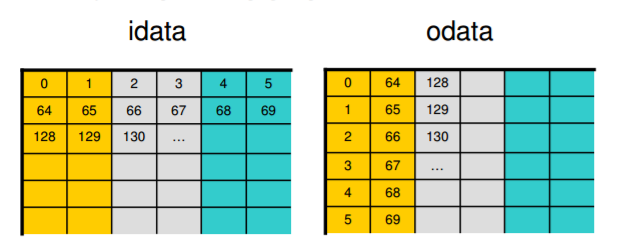 idata odata
0 1 2 3 4 5
64 65 66 67 68 69
128 129 130 ...
0 64 128
1 65 129
2 66 130
3 67 ...
4 68
5 69